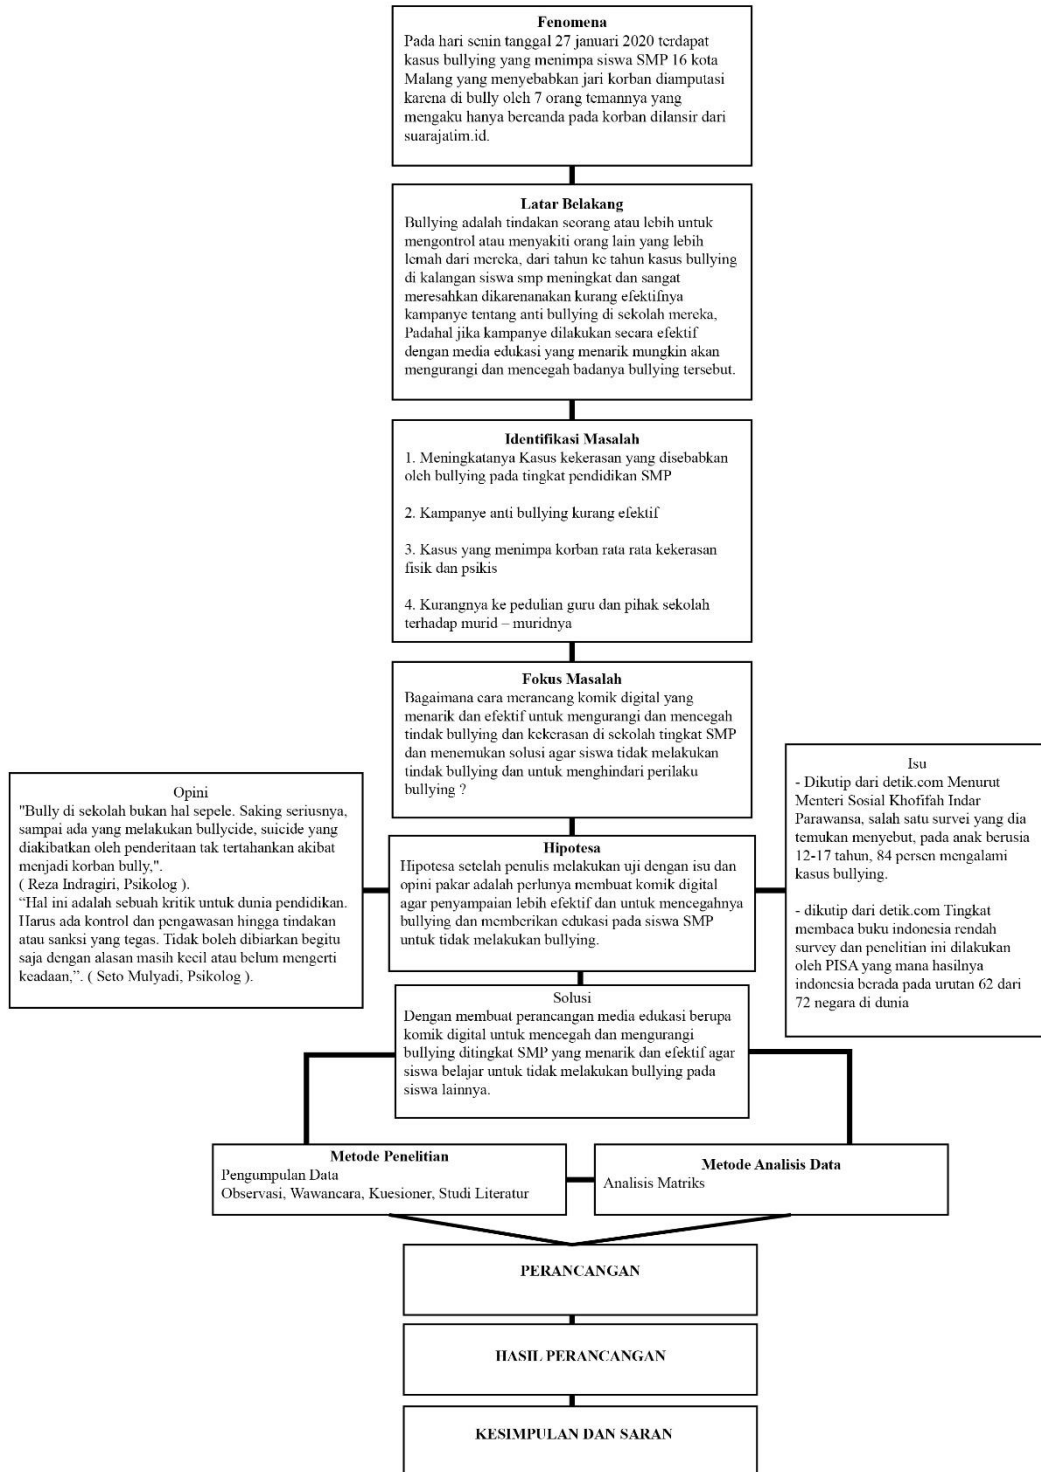 Fenomena
Pada hari senin tanggal 27 januari 2020 terdapat
kasus bullying yang menimpa siswa SMP 16 kota
Malang yang menyebabkan jari korban diamputasi
karena di bully oleh 7 orang temannya yang
mengaku hanya bercanda pada korban dilansir dari
suarajatim.id.
Latar Belakang
Bullying adalah tindakan seorang atau lebih untuk
mengontrol atau menyakiti orang lain yang lebih
lemah dari mereka, dari tahun ke tahun kasus bullying
di kalangan siswa smp meningkat dan sangat
meresahkan dikarenanakan kurang efektifnya
kampanye tentang anti bullying di sekolah mereka,
Padahal jika kampanye dilakukan secara efektif
dengan media edukasi yang menarik mungkin akan
mengurangi dan mencegah badanya bullying tersebut.
Identifikasi Masalah
1. Meningkatanya Kasus kekerasan yang disebabkan
oleh bullying pada tingkat pendidikan SMP
2. Kampanye anti bullying kurang efektif
3. Kasus yang menimpa korban rata rata kekerasan
fisik dan psikis
4. Kurangnya ke pedulian guru dan pihak sekolah
terhadap murid – muridnya
Fokus Masalah
Bagaimana cara merancang komik digital yang
menarik dan efektif untuk mengurangi dan mencegah
tindak bullying dan kekerasan di sekolah tingkat SMP
dan menemukan solusi agar siswa tidak melakukan
tindak bullying dan untuk menghindari perilaku
bullying ?
Opini
"Bully di sekolah bukan hal sepele. Saking seriusnya,
sampai ada yang melakukan bullycide, suicide yang
diakibatkan oleh penderitaan tak tertahankan akibat
menjadi korban bully,".
( Reza Indragiri, Psikolog ).
“Hal ini adalah sebuah kritik untuk dunia pendidikan.
Harus ada kontrol dan pengawasan hingga tindakan
atau sanksi yang tegas. Tidak boleh dibiarkan begitu
saja dengan alasan masih kecil atau belum mengerti
keadaan,”. ( Seto Mulyadi, Psikolog ).
Hipotesa
Hipotesa setelah penulis melakukan uji dengan isu dan
opini pakar adalah perlunya membuat komik digital
agar penyampaian lebih efektif dan untuk mencegahnya
bullying dan memberikan edukasi pada siswa SMP
untuk tidak melakukan bullying.
Isu
- Dikutip dari detik.com Menurut
Menteri Sosial Khofifah Indar
Parawansa, salah satu survei yang dia
temukan menyebut, pada anak berusia
12-17 tahun, 84 persen mengalami
kasus bullying.
- dikutip dari detik.com Tingkat
membaca buku indonesia rendah
survey dan penelitian ini dilakukan
oleh PISA yang mana hasilnya
indonesia berada pada urutan 62 dari
72 negara di dunia
Solusi
Dengan membuat perancangan media edukasi berupa
komik digital untuk mencegah dan mengurangi
bullying ditingkat SMP yang menarik dan efektif agar
siswa belajar untuk tidak melakukan bullying pada
siswa lainnya.
Metode Penelitian
Pengumpulan Data
Observasi, Wawancara, Kuesioner, Studi Literatur
Metode Analisis Data
Analisis Matriks
PERANCANGAN
HASIL PERANCANGAN
KESIMPULAN DAN SARAN